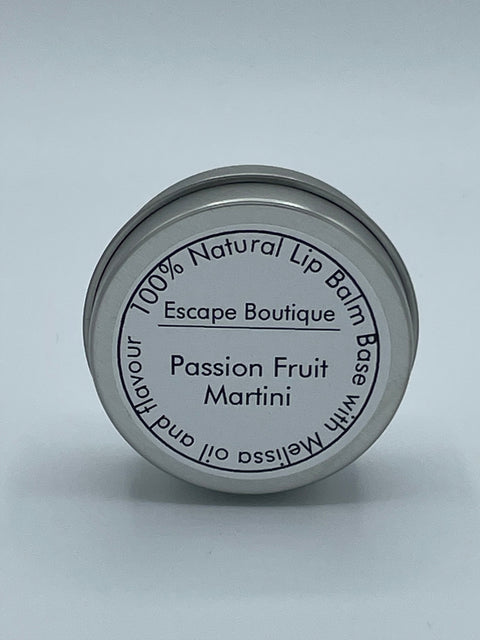 100% Natural Lip Balm Base with Melissa oil and flavour
Escape Boutique
Passion Fruit
Martini